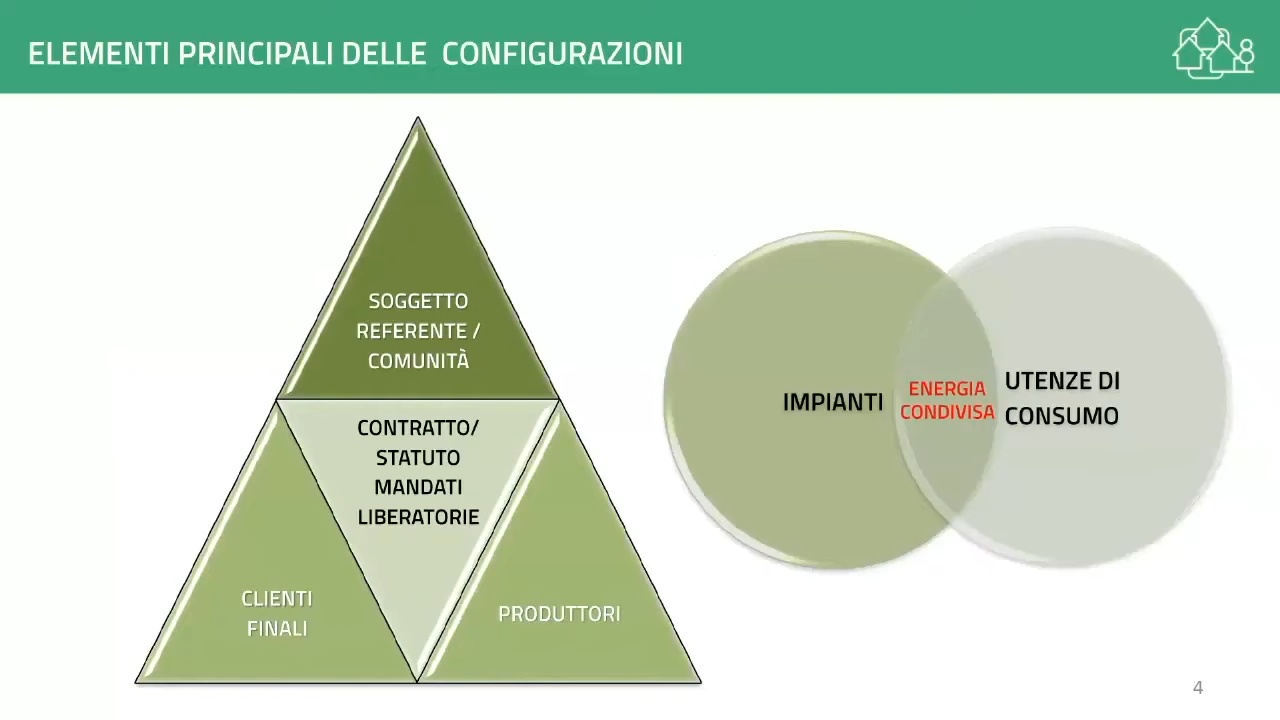 ELEMENTI PRINCIPALI DELLE CONFIGURAZIONI
SOGGETTO
REFERENTE /
COMUNITÀ
CONTRATTO/
STATUTO
MANDATI
LIBERATORIE
CLIENTI
FINALI
PRODUTTORI
IMPIANTI
ENERGIA
CONDIVISA
UTENZE DI
CONSUMO
4